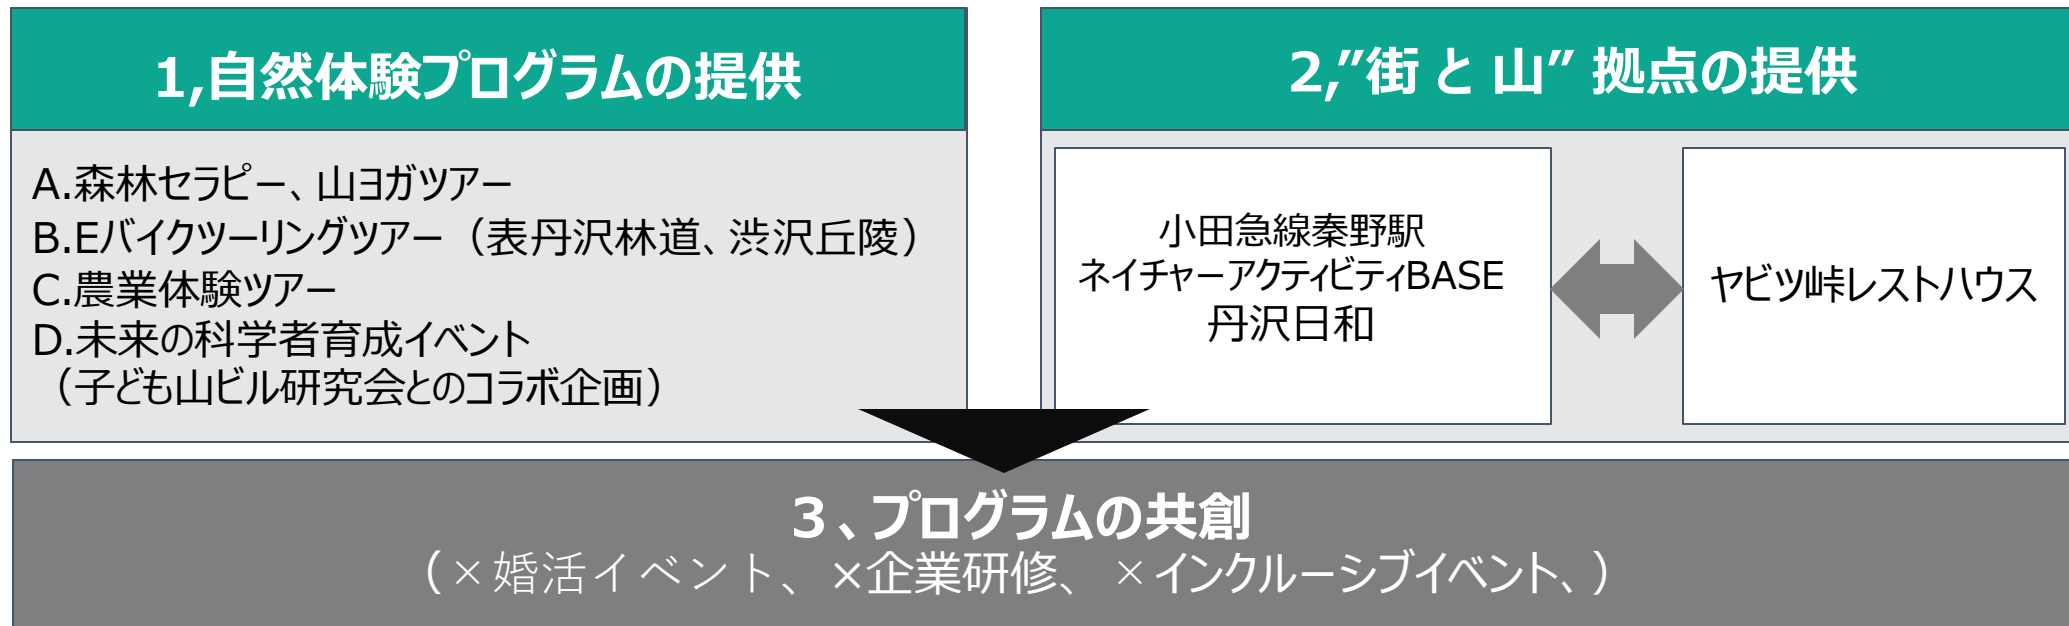 1,自然体験プログラムの提供
A.森林セラピー、山ヨガツアー
B.Eバイクツーリングツアー（表丹沢林道、渋沢丘陵）
C.農業体験ツアー
D.未来の科学者育成イベント
（子ども山ビル研究会とのコラボ企画）
2,”街 と 山” 拠点の提供
小田急線秦野駅
ネイチャーアクティビティBASE
丹沢日和
ヤビツ峠レストハウス
３、プログラムの共創
（×婚活イベント、×企業研修、×インクルーシブイベント、）